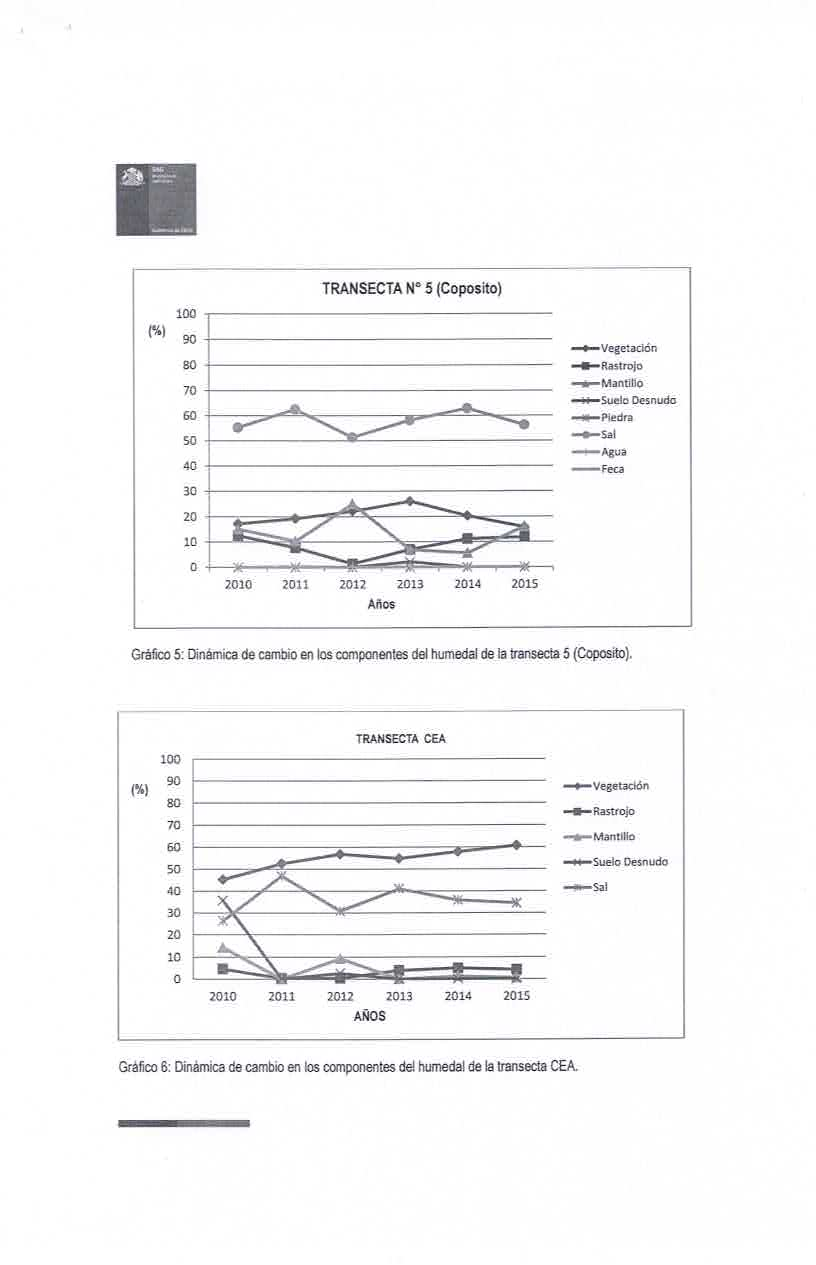 SAG
TRANSECTA N° 5 (Coposito)
(%)
100
90
80
70
60
50
40
30
20
10
0
2010 2011 2012 2013 2014 2015
Años
Vegetación
Rastrojo
Mantillo
Suelo Desnudo
Piedra
Sal
Agua
Feca
Gráfico 5: Dinámica de cambio en los componentes del humedal de la transecta 5 (Coposito).
TRANSECTA CEA
(%)
100
90
80
70
60
50
40
30
20
10
0
2010 2011 2012 2013 2014 2015
AÑOS
Vegetación
Rastrojo
Mantillo
Suelo Desnudo
Sal
Gráfico 6: Dinámica de cambio en los componentes del humedal de la transecta CEA.